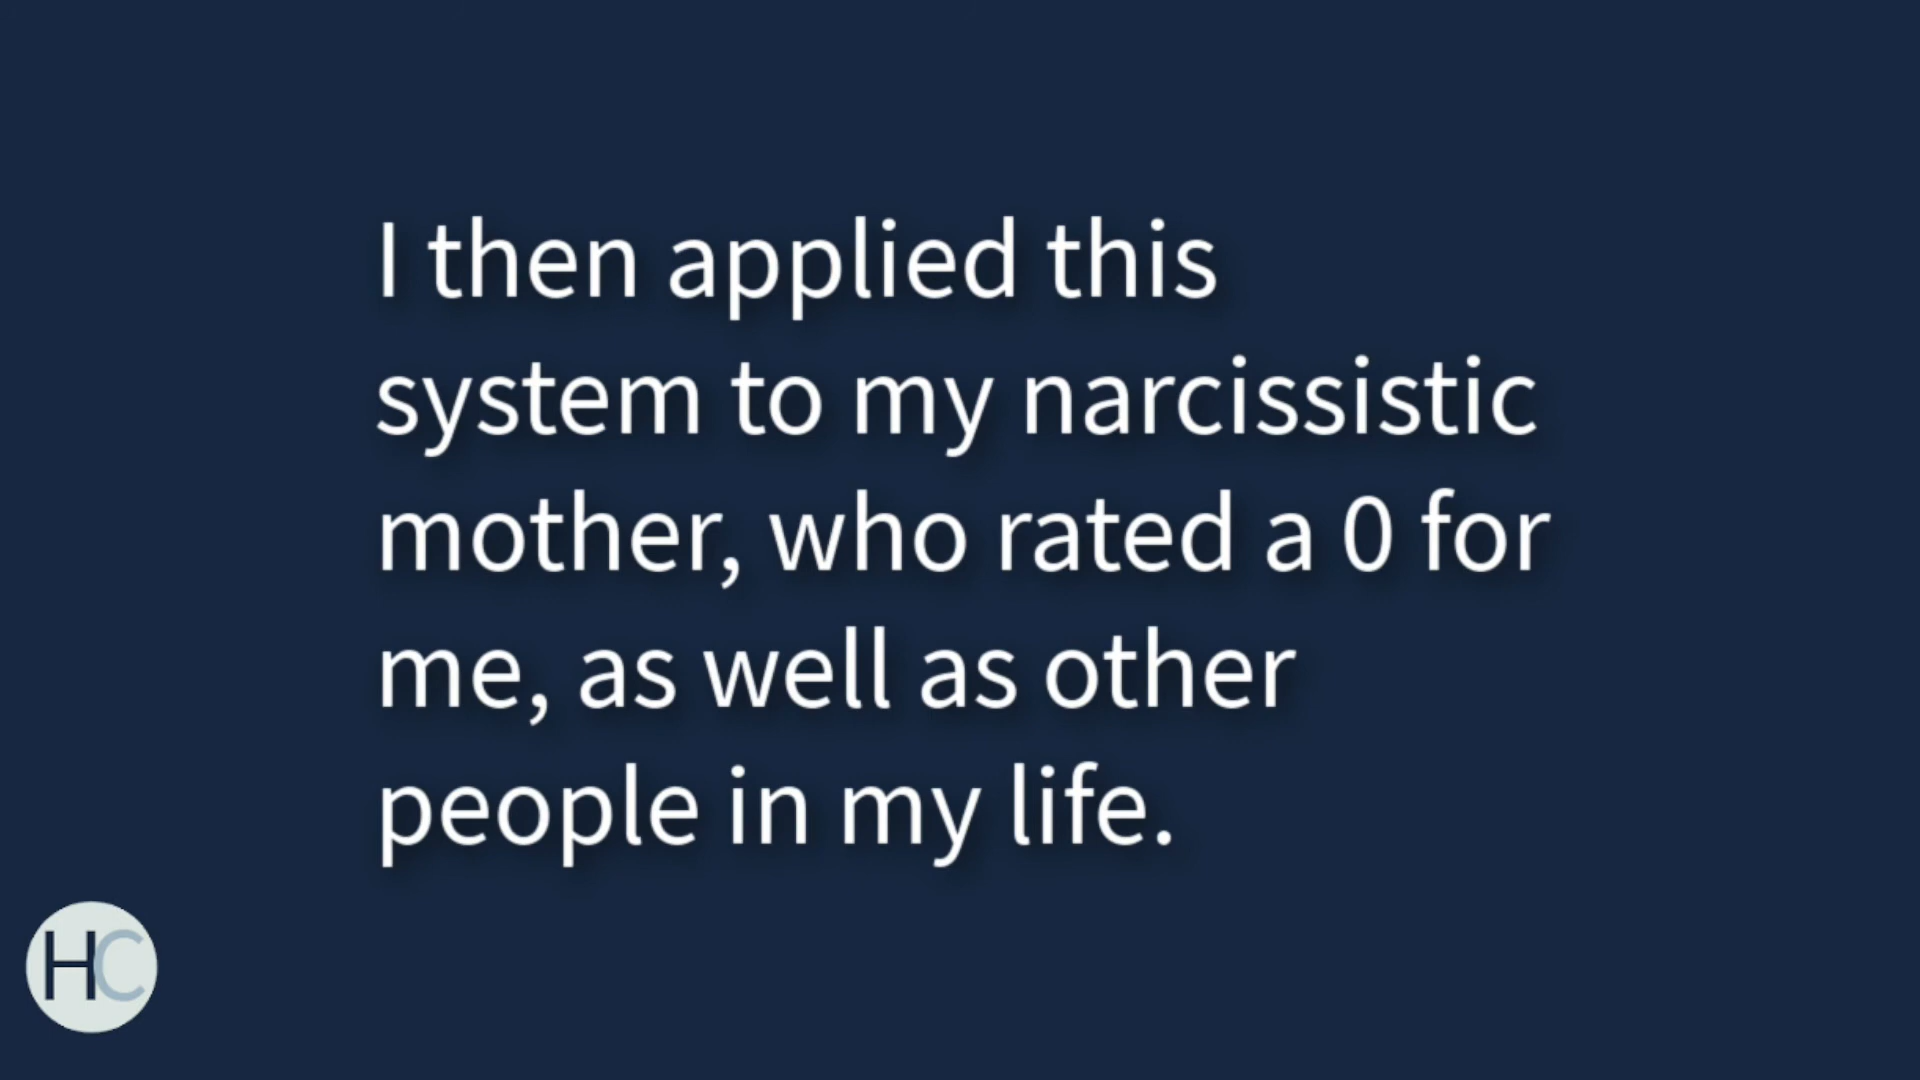 I then applied this
system to my narcissistic
mother, who rated a 0 for
me, as well as other
people in my life.
HC